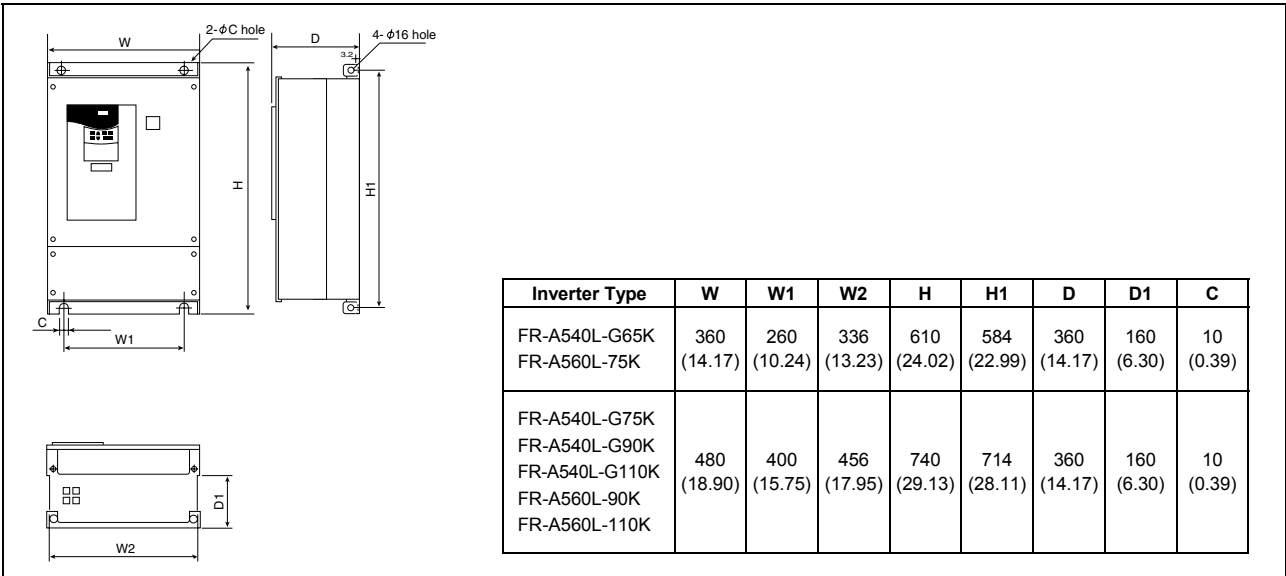 W
2-φC hole
H
C
W1
D
4-φ16 hole
3.2
H1
D1
W2
Inverter Type W W1 W2 H H1 D D1 C
FR-A540L-G65K
FR-A560L-75K
360 260 336 610 584 360 160 10
(14.17) (10.24) (13.23) (24.02) (22.99) (14.17) (6.30) (0.39)
FR-A540L-G75K
FR-A540L-G90K
FR-A540L-G110K
FR-A560L-90K
FR-A560L-110K
480 400 456 740 714 360 160 10
(18.90) (15.75) (17.95) (29.13) (28.11) (14.17) (6.30) (0.39)